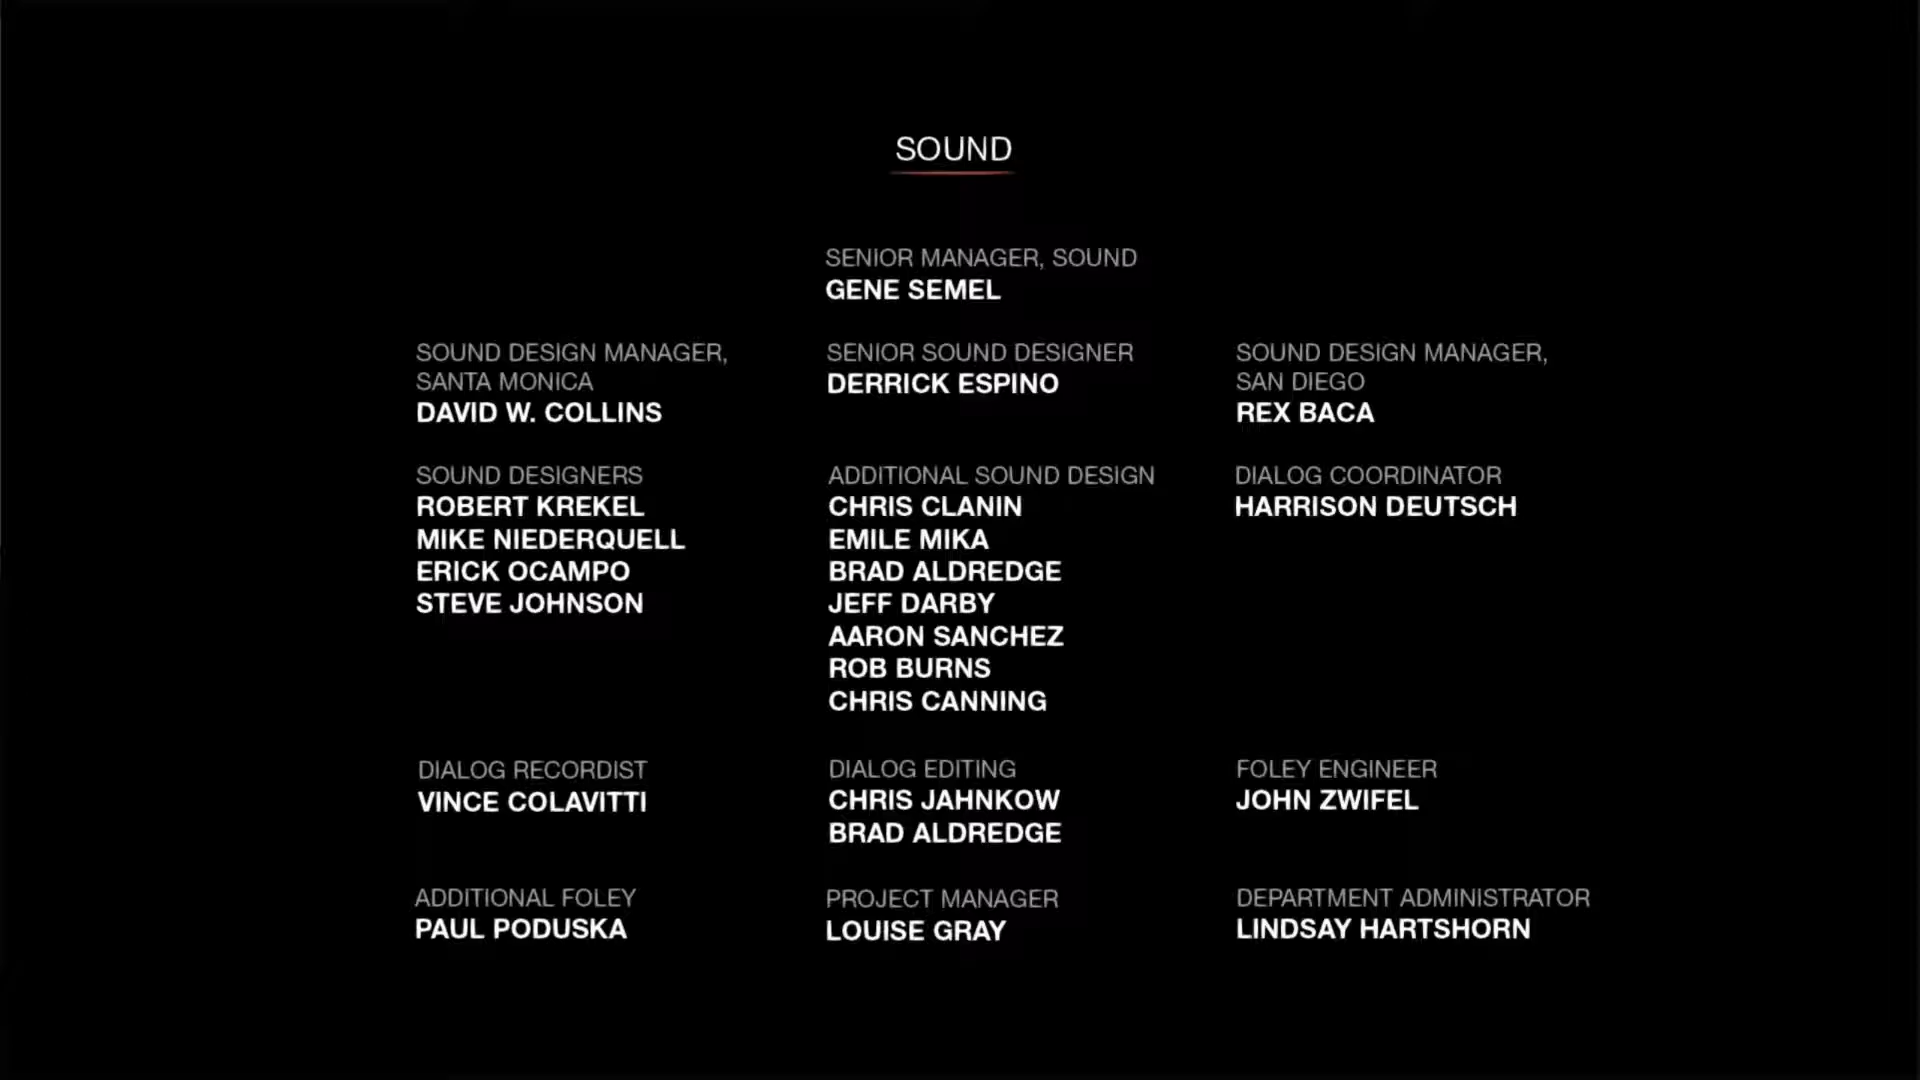 SOUND
SENIOR MANAGER, SOUND
GENE SEMEL
SOUND DESIGN MANAGER,
SANTA MONICA
DAVID W. COLLINS
SENIOR SOUND DESIGNER
DERRICK ESPINO
SOUND DESIGN MANAGER,
SAN DIEGO
REX BACA
SOUND DESIGNERS
ROBERT KREKEL
MIKE NIEDERQUELL
ERICK OCAMPO
STEVE JOHNSON
ADDITIONAL SOUND DESIGN
CHRIS CLANIN
EMILE MIKA
BRAD ALDREDGE
JEFF DARBY
AARON SANCHEZ
ROB BURNS
CHRIS CANNING
DIALOG COORDINATOR
HARRISON DEUTSCH
DIALOG RECORDIST
VINCE COLAVITTI
DIALOG EDITING
CHRIS JAHNKOW
BRAD ALDREDGE
FOLEY ENGINEER
JOHN ZWIFEL
ADDITIONAL FOLEY
PAUL PODUSKA
PROJECT MANAGER
LOUISE GRAY
DEPARTMENT ADMINISTRATOR
LINDSAY HARTSHORN